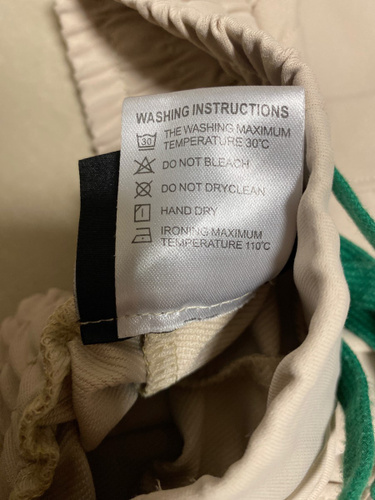 WASHING INSTRUCTIONS
30
THE WASHING MAXIMUM
TEMPERATURE 30°C
DO NOT BLEACH
DO NOT DRYCLEAN
HAND DRY
IRONING MAXIMUM
TEMPERATURE 110°C